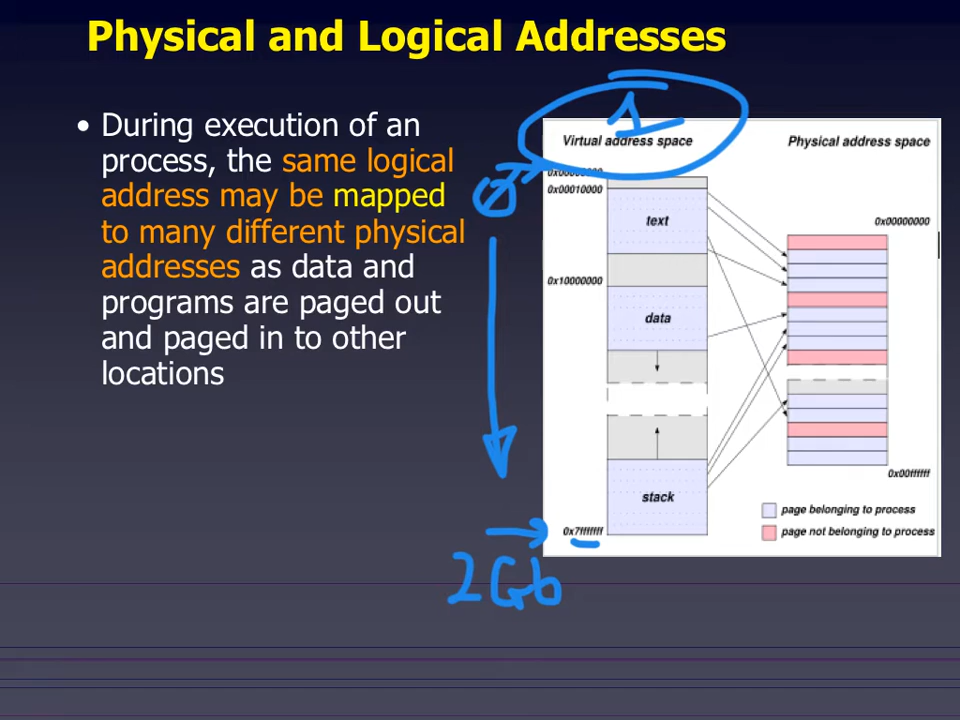 Physical and Logical Addresses
• During execution of an
process, the same logical
address may be mapped
to many different physical
addresses as data and
programs are paged out
and paged in to other
locations
1
Virtual address space
Physical address space
0x00010000
text
0x00000000
0x10000000
data
stack
0x00ffffff
0x7fffffff
page belonging to process
page not belonging to process
2Gb